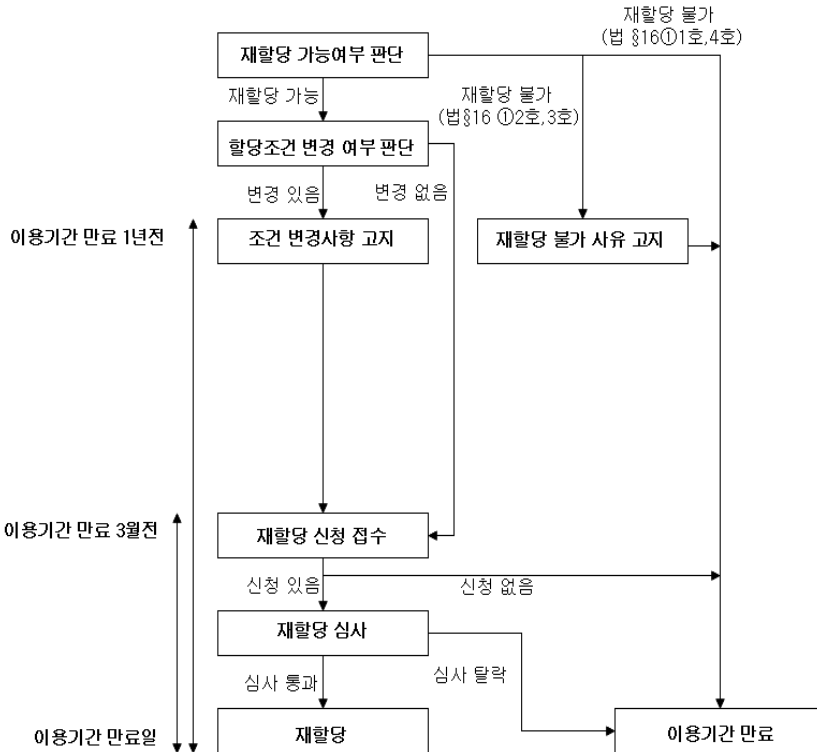 재할당 불가
(법 §16①1호,4호)
재할당 가능여부 판단
재할당 가능
재할당 불가
(법§16 ①2호,3호)
할당조건 변경 여부 판단
변경 있음
변경 없음
이용기간 만료 1년전
조건 변경사항 고지
재할당 불가 사유 고지
이용기간 만료 3월전
재할당 신청 접수
신청 있음
신청 없음
재할당 심사
심사 통과
심사 탈락
이용기간 만료일
재할당
이용기간 만료